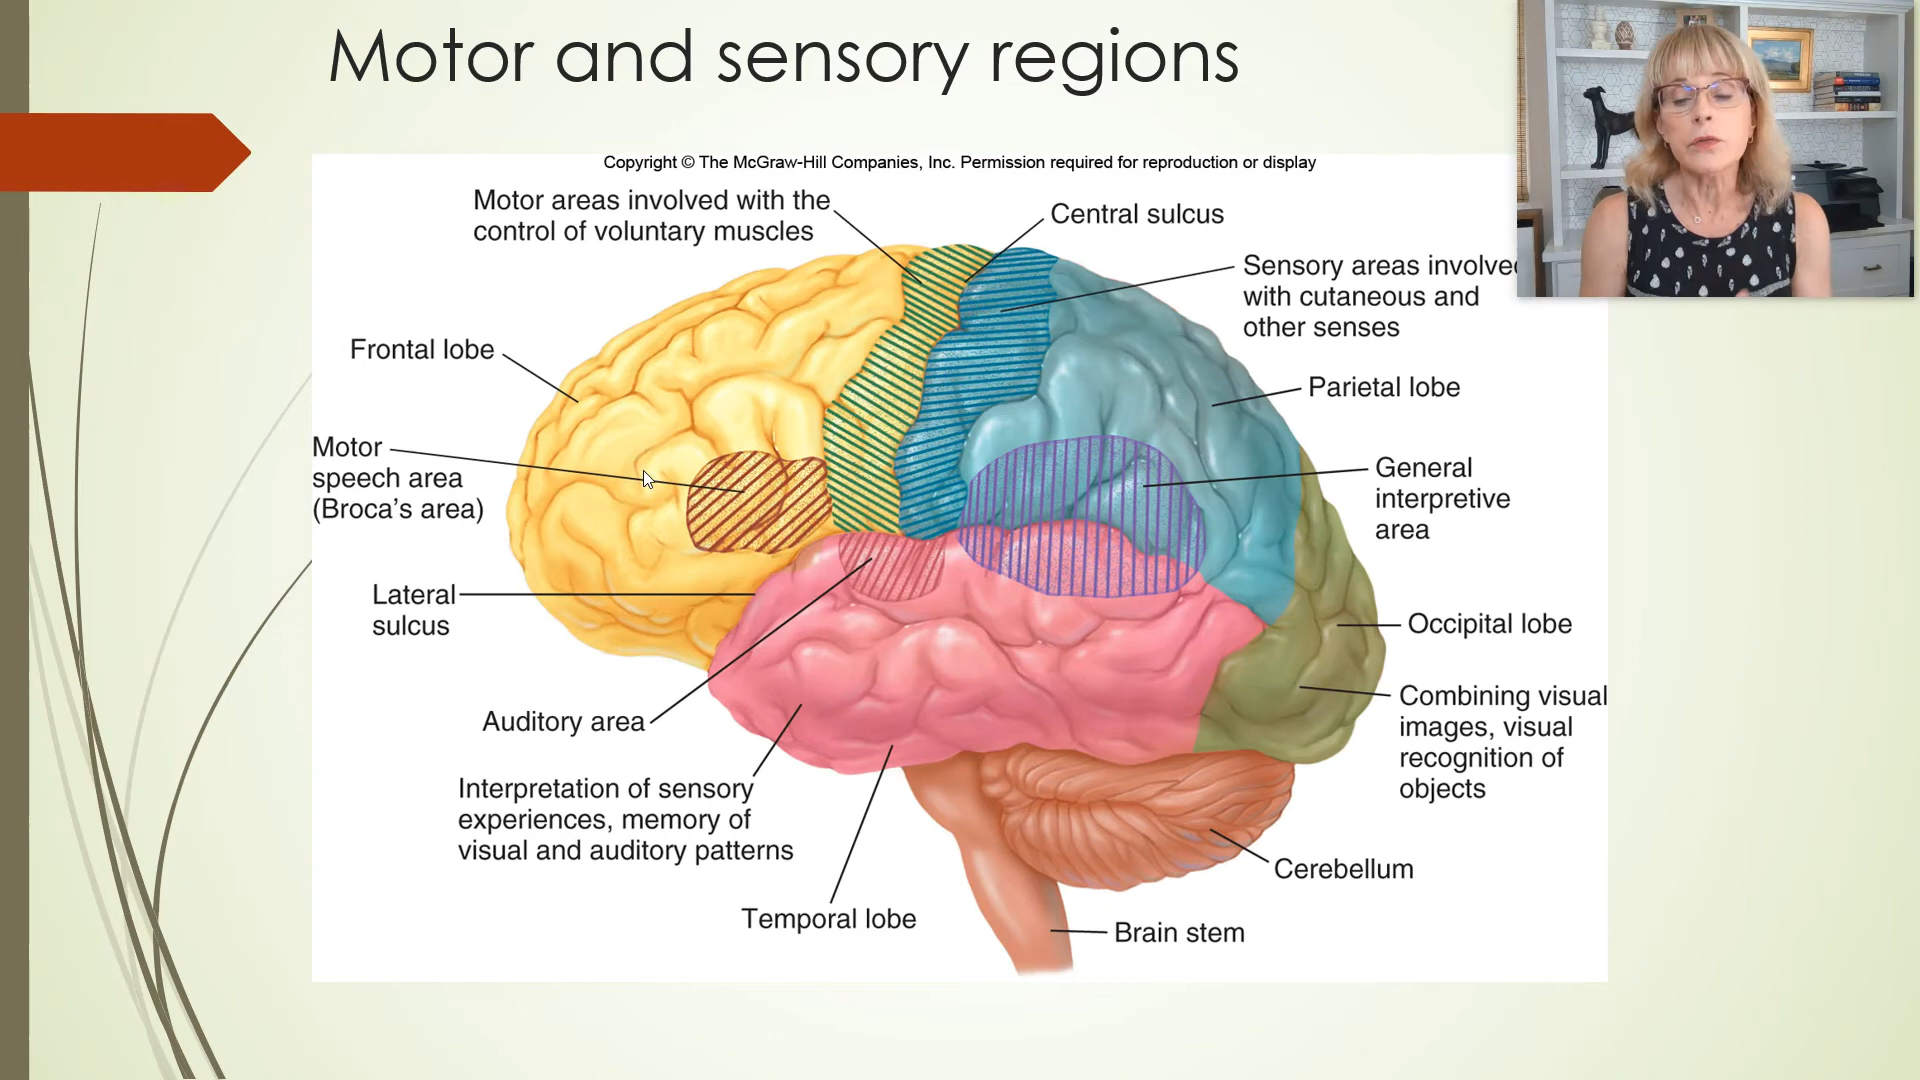 Motor and sensory regions
Copyright © The McGraw-Hill Companies, Inc. Permission required for reproduction or display
Motor areas involved with the
control of voluntary muscles
Central sulcus
Sensory areas involved
with cutaneous and
other senses
Frontal lobe
Parietal lobe
Motor
speech area
(Broca's area)
General
interpretive
area
Lateral
sulcus
Occipital lobe
Combining visual
images, visual
recognition of
objects
Auditory area
Interpretation of sensory
experiences, memory of
visual and auditory patterns
Cerebellum
Temporal lobe
Brain stem